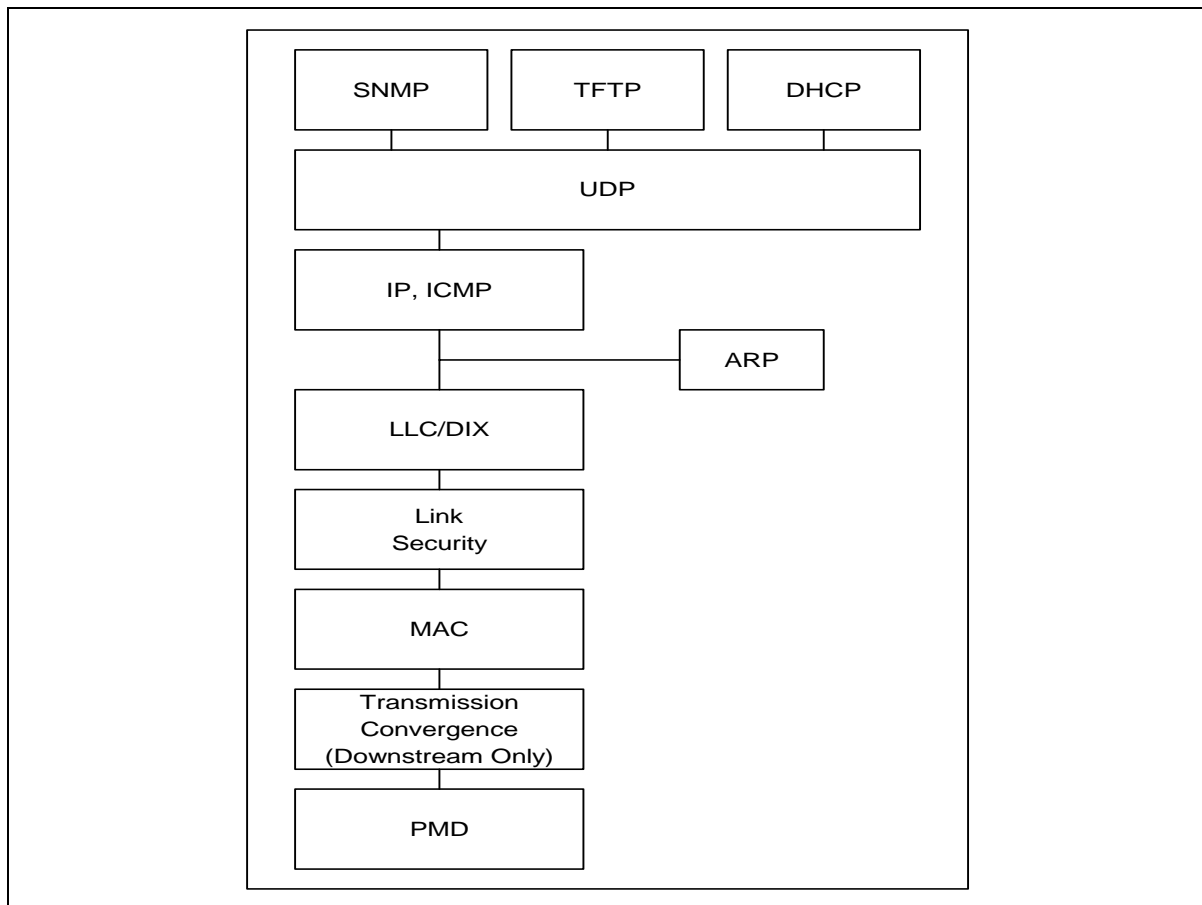 SNMP
TFTP
DHCP
UDP
IP, ICMP
ARP
LLC/DIX
Link
Security
MAC
Transmission
Convergence
(Downstream Only)
PMD